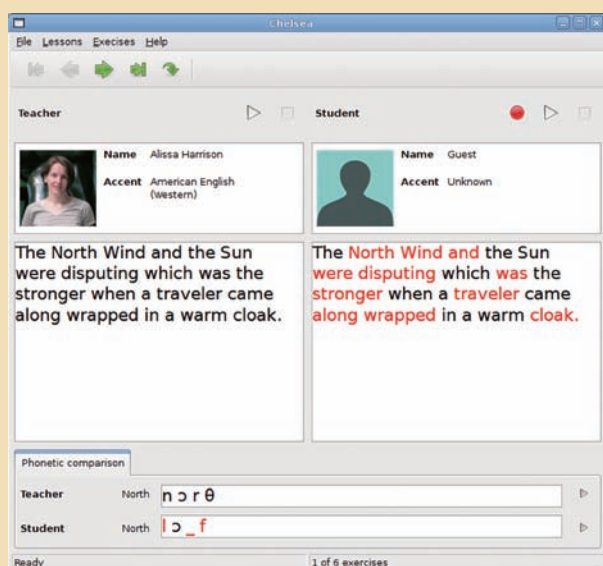 Chelsea
File Lessons Execises Help
Teacher
Student
Name Alissa Harrison
Accent American English
(western)
Name Guest
Accent Unknown
The North Wind and the Sun
were disputing which was the
stronger when a traveler came
along wrapped in a warm cloak.
The North Wind and the Sun
were disputing which was the
stronger when a traveler came
along wrapped in a warm cloak.
Phonetic comparison
Teacher North n ɔ r θ
Student North l ɔ _ f
Ready 1 of 6 exercises